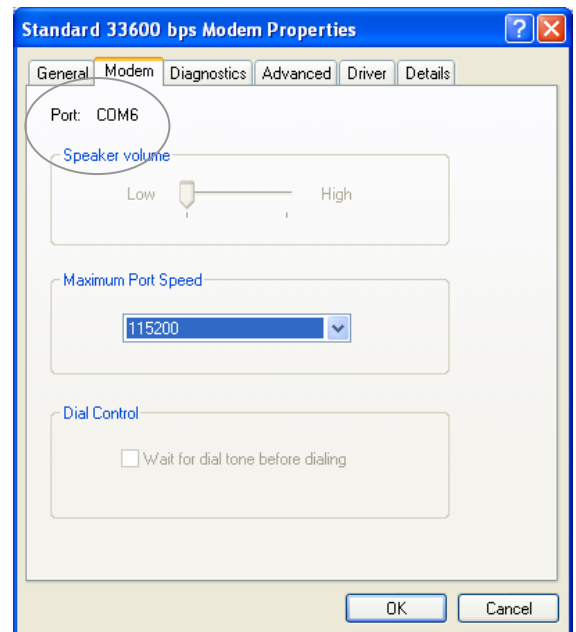 Standard 33600 bps Modem Properties
General Modem Diagnostics Advanced Driver Details
Port: COM6
Speaker volume
Low High
Maximum Port Speed
115200
Dial Control
Wait for dial tone before dialing
OK Cancel